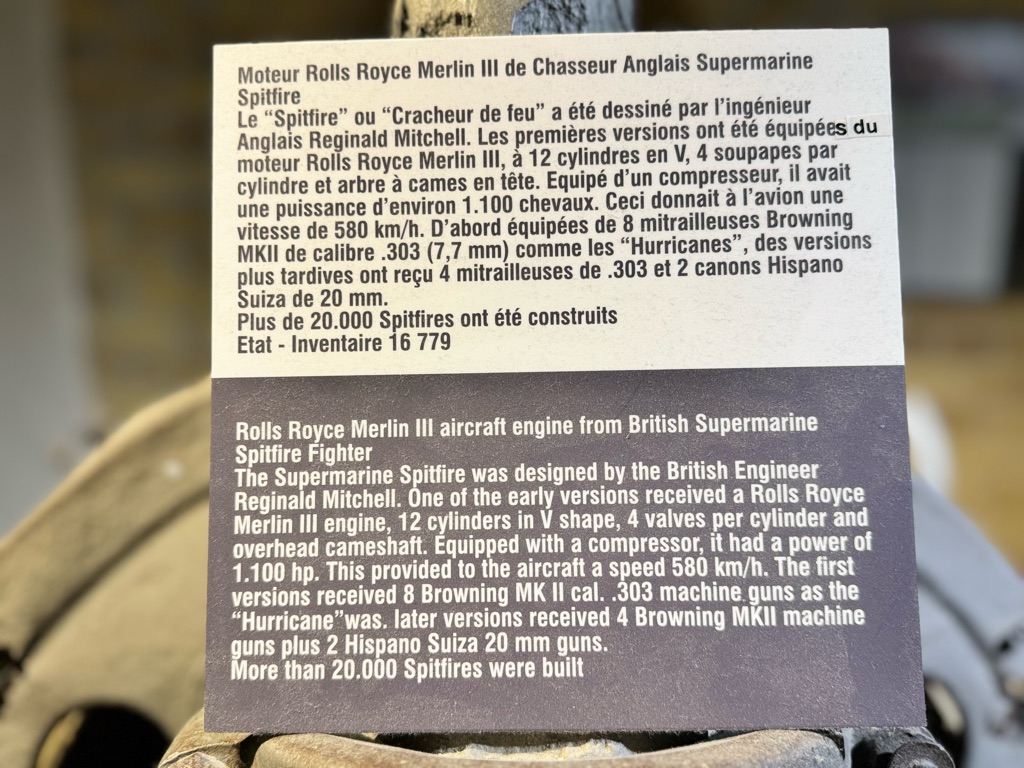 Moteur Rolls Royce Merlin III de Chasseur Anglais Supermarine
Spitfire
Le “Spitfire” ou “Cracheur de feu” a été dessiné par l’ingénieur
Anglais Reginald Mitchell. Les premières versions ont été équipées du
moteur Rolls Royce Merlin III, à 12 cylindres en V, 4 soupapes par
cylindre et arbre à cames en tête. Equipé d’un compresseur, il avait
une puissance d’environ 1.100 chevaux. Ceci donnait à l’avion une
vitesse de 580 km/h. D’abord équipées de 8 mitrailleuses Browning
MKII de calibre .303 (7,7 mm) comme les “Hurricanes”, des versions
plus tardives ont reçu 4 mitrailleuses de .303 et 2 canons Hispano
Suiza de 20 mm.
Plus de 20.000 Spitfires ont été construits
Etat - Inventaire 16 779
Rolls Royce Merlin III aircraft engine from British Supermarine
Spitfire Fighter
The Supermarine Spitfire was designed by the British Engineer
Reginald Mitchell. One of the early versions received a Rolls Royce
Merlin III engine, 12 cylinders in V shape, 4 valves per cylinder and
overhead cameshaft. Equipped with a compressor, it had a power of
1.100 hp. This provided to the aircraft a speed 580 km/h. The first
versions received 8 Browning MK II cal. .303 machine guns as the
“Hurricane”was. later versions received 4 Browning MKII machine
guns plus 2 Hispano Suiza 20 mm guns.
More than 20.000 Spitfires were built